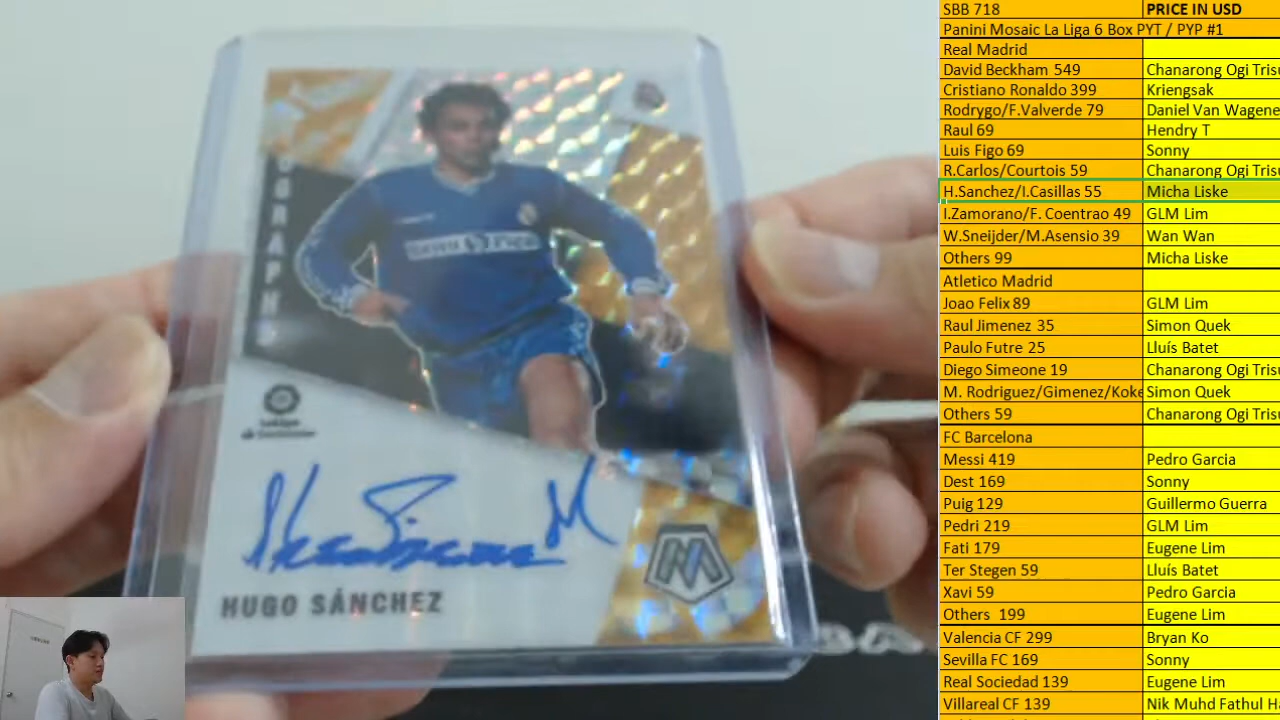 HUGO SÁNCHEZ
M
SBB 718 PRICE IN USD
Panini Mosaic La Liga 6 Box PYT / PYP #1
Real Madrid
David Beckham 549 Chanarong Ogi Trisu
Cristiano Ronaldo 399 Kriengsak
Rodrygo/F.Valverde 79 Daniel Van Wagene
Raul 69 Hendry T
Luis Figo 69 Sonny
R.Carlos/Courtois 59 Chanarong Ogi Trisu
H.Sanchez/I.Casillas 55 Micha Liske
I.Zamorano/F. Coentrao 49 GLM Lim
W.Sneijder/M.Asensio 39 Wan Wan
Others 99 Micha Liske
Atletico Madrid
Joao Felix 89 GLM Lim
Raul Jimenez 35 Simon Quek
Paulo Futre 25 Lluís Batet
Diego Simeone 19 Chanarong Ogi Trisu
M. Rodriguez/Gimenez/Koke Simon Quek
Others 59 Chanarong Ogi Trisu
FC Barcelona
Messi 419 Pedro Garcia
Dest 169 Sonny
Puig 129 Guillermo Guerra
Pedri 219 GLM Lim
Fati 179 Eugene Lim
Ter Stegen 59 Lluís Batet
Xavi 59 Pedro Garcia
Others 199 Eugene Lim
Valencia CF 299 Bryan Ko
Sevilla FC 169 Sonny
Real Sociedad 139 Eugene Lim
Villareal CF 139 Nik Muhd Fathul Ha